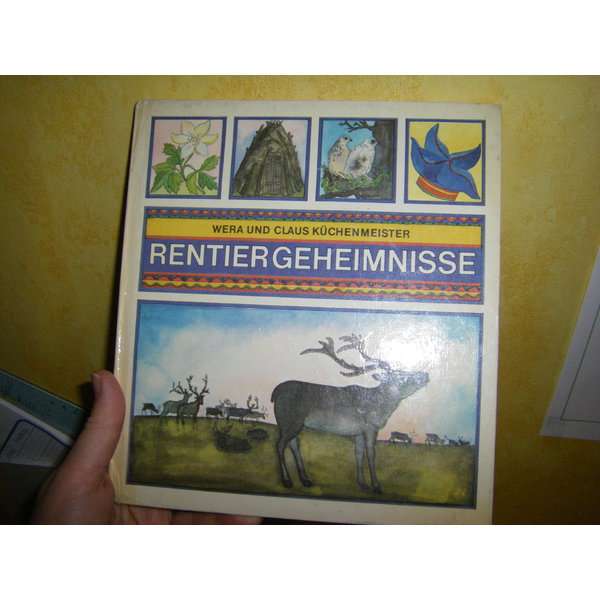 WERA UND CLAUS KÜCHENMEISTER
RENTIERGEHEIMNISSE